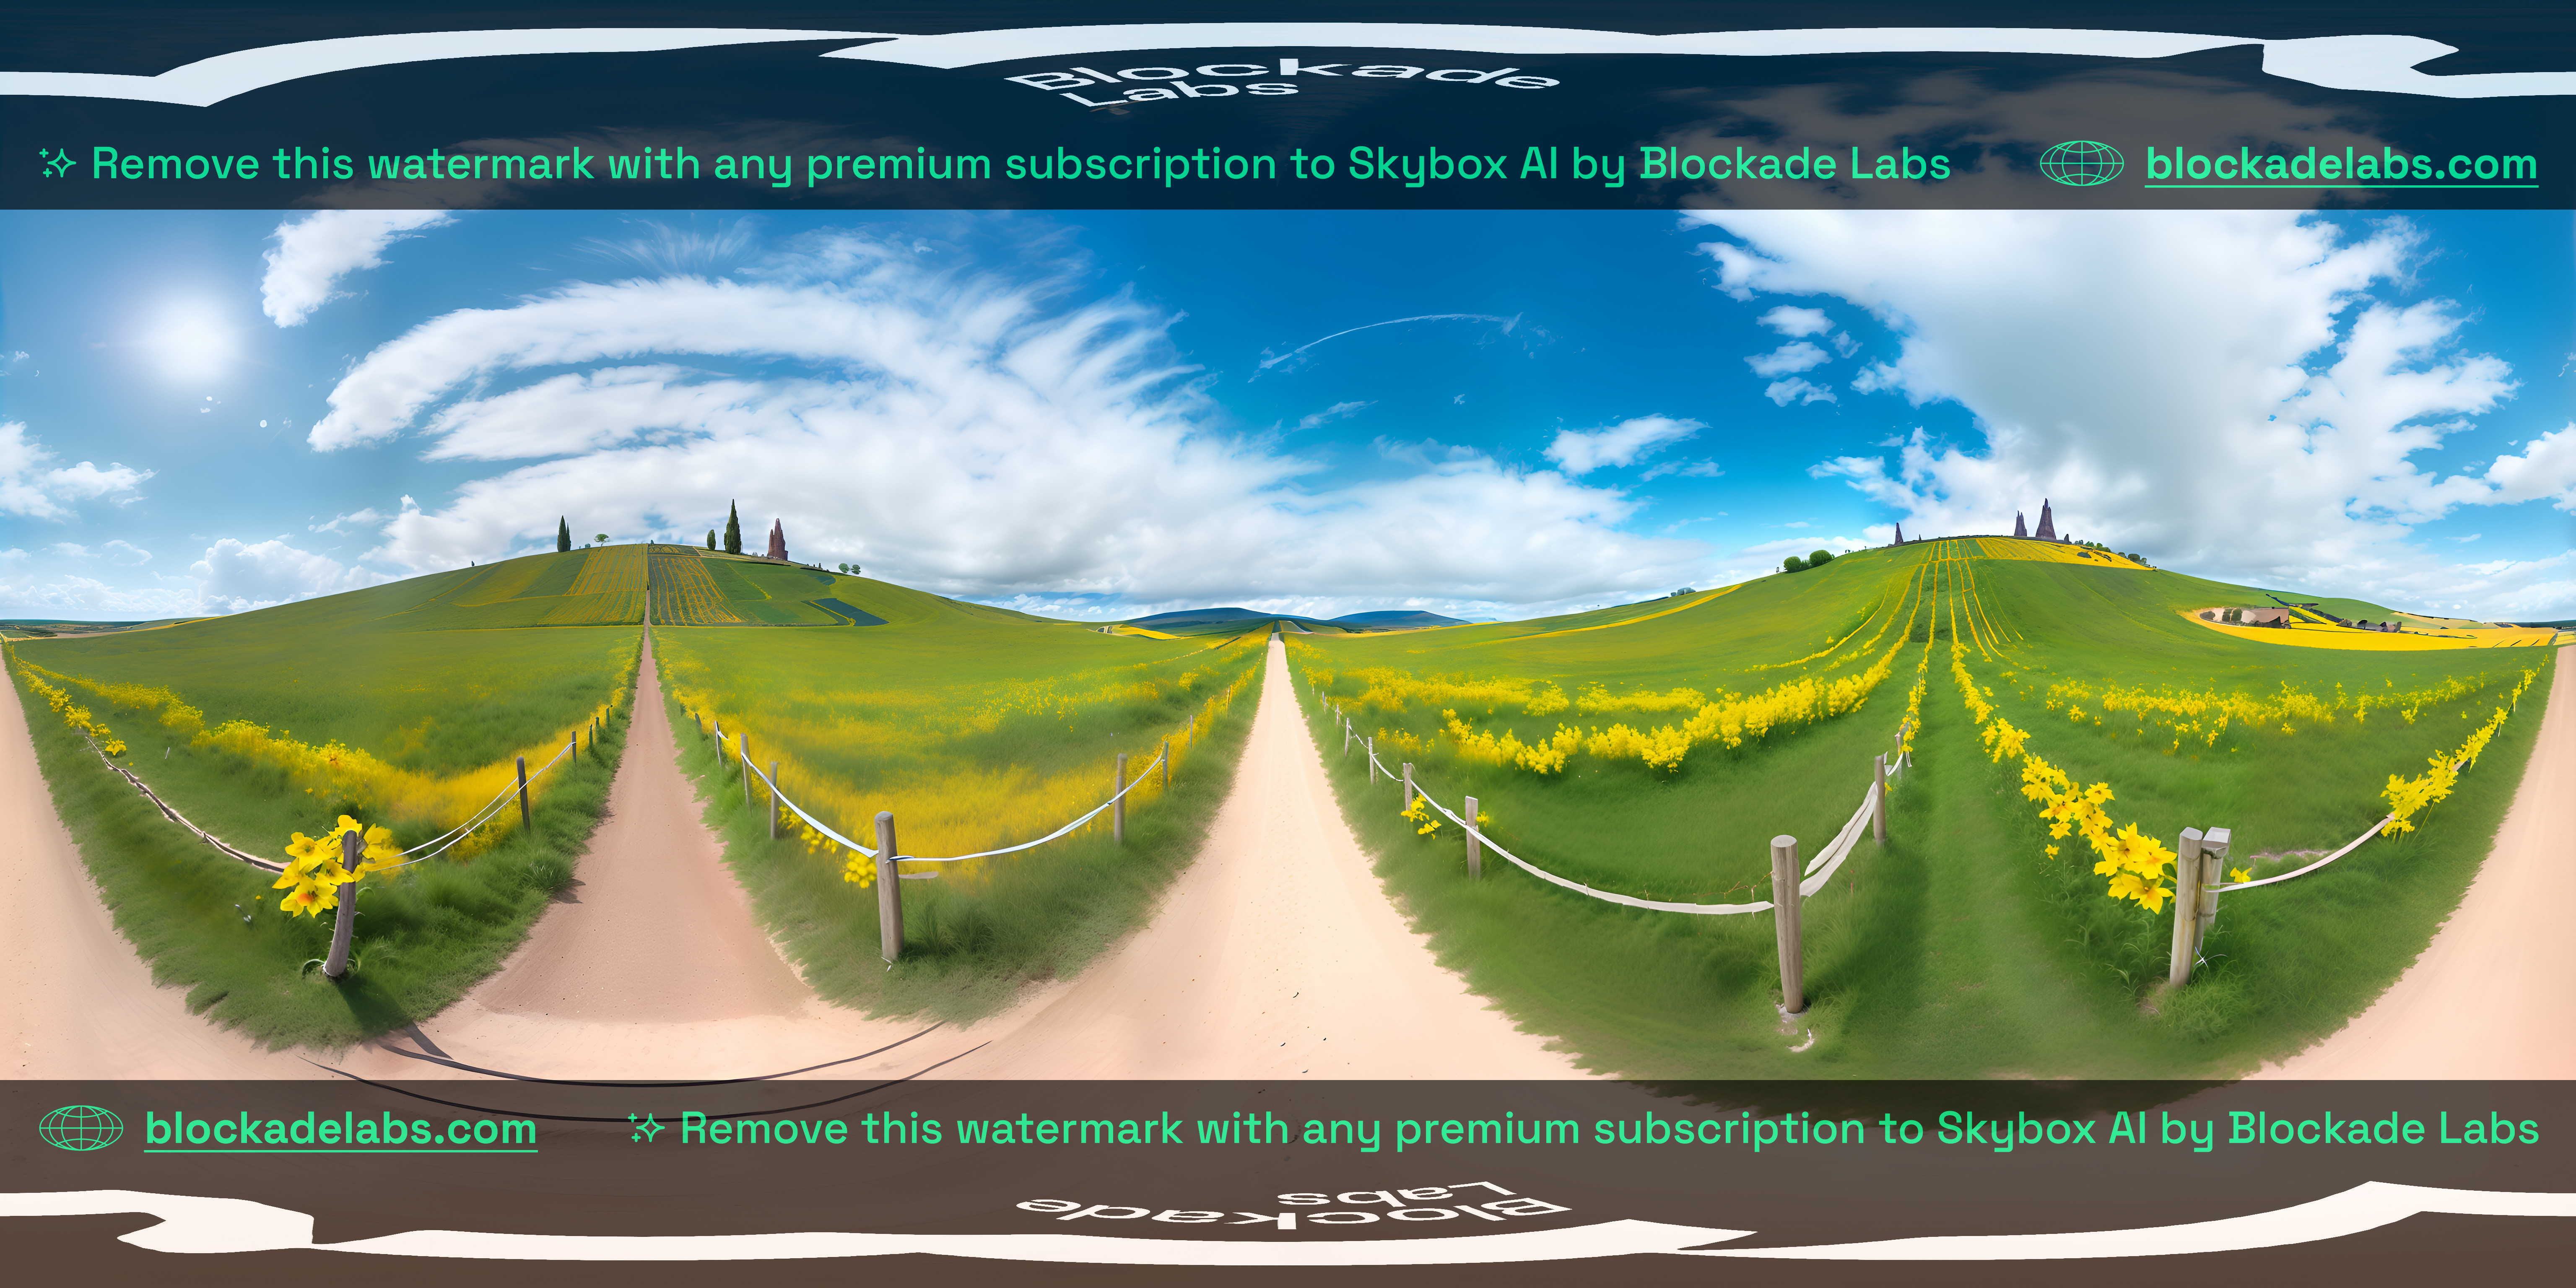 Blockade
Labs
Remove this watermark with any premium subscription to Skybox AI by Blockade Labs
blockadelabs.com
blockadelabs.com
Remove this watermark with any premium subscription to Skybox AI by Blockade Labs
Labs
Blockade